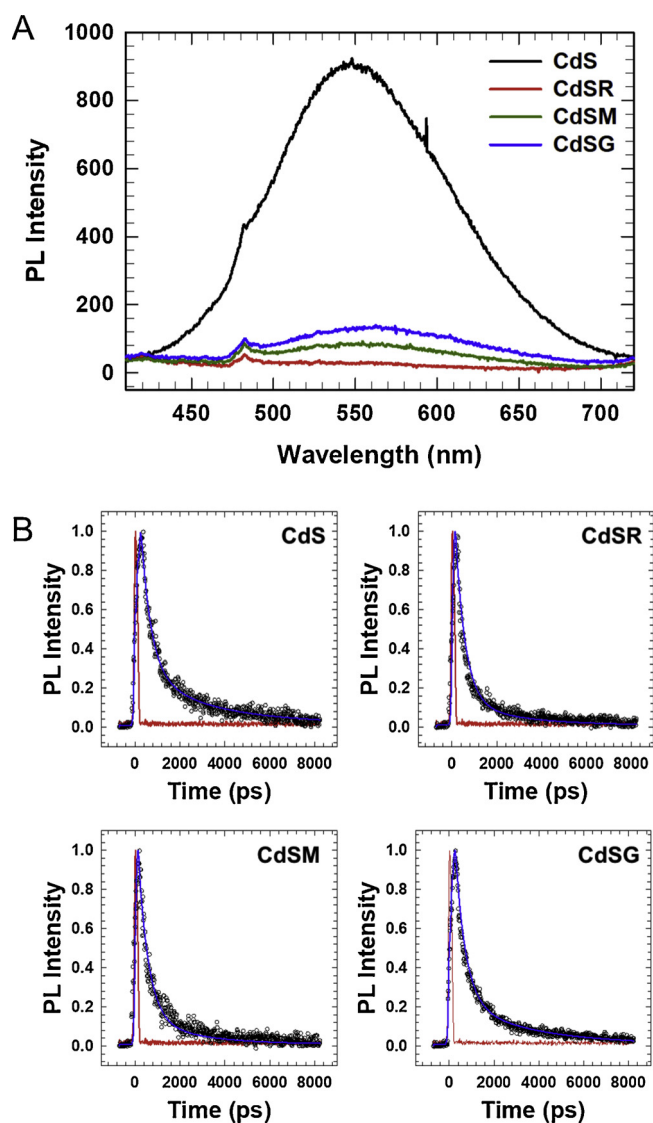 A
1000
800
600
400
200
0
PL Intensity
CdS
CdSR
CdSM
CdSG
450 500 550 600 650 700
Wavelength (nm)
B
CdS
1.0
0.8
0.6
0.4
0.2
0.0
PL Intensity
0 2000 4000 6000 8000
Time (ps)
CdSR
1.0
0.8
0.6
0.4
0.2
0.0
PL Intensity
0 2000 4000 6000 8000
Time (ps)
CdSM
1.0
0.8
0.6
0.4
0.2
0.0
PL Intensity
0 2000 4000 6000 8000
Time (ps)
CdSG
1.0
0.8
0.6
0.4
0.2
0.0
PL Intensity
0 2000 4000 6000 8000
Time (ps)